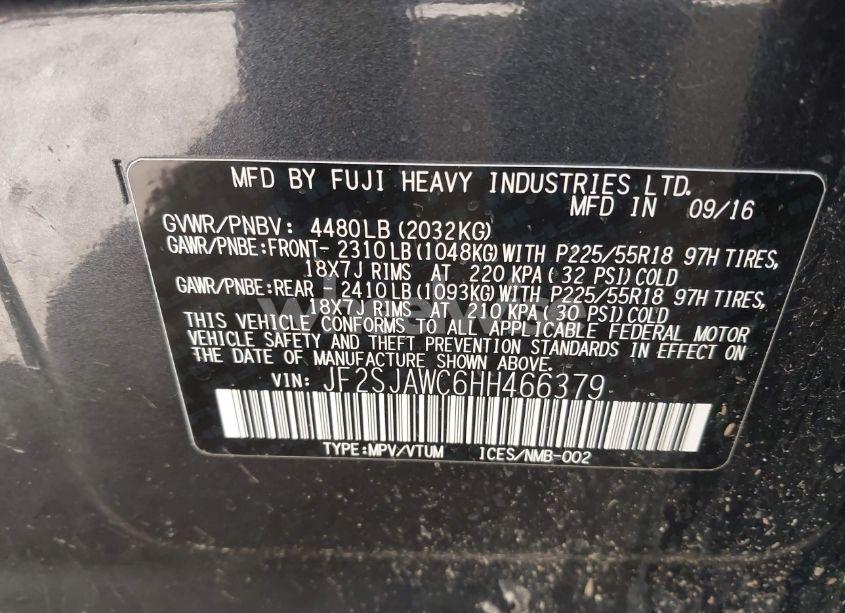 MFD BY FUJI HEAVY INDUSTRIES LTD.
MFD IN 09/16
GVWR/PNBV: 4480LB (2032KG)
GAWR/PNBE:FRONT- 2310LB (1048KG) WITH P225/55R18 97H TIRES,
18X7J RIMS AT 220 KPA ( 32 PSI) COLD
GAWR/PNBE:REAR - 2410LB (1093KG) WITH P225/55R18 97H TIRES,
18X7J RIMS AT 210 KPA (30 PSI) COLD
THIS VEHICLE CONFORMS TO ALL APPLICABLE FEDERAL MOTOR
VEHICLE SAFETY AND THEFT PREVENTION STANDARDS IN EFFECT ON
THE DATE OF MANUFACTURE SHOWN ABOVE.
VIN: JF2SJAWC6HH466379
TYPE:MPV/VTUM ICES/NMB-002